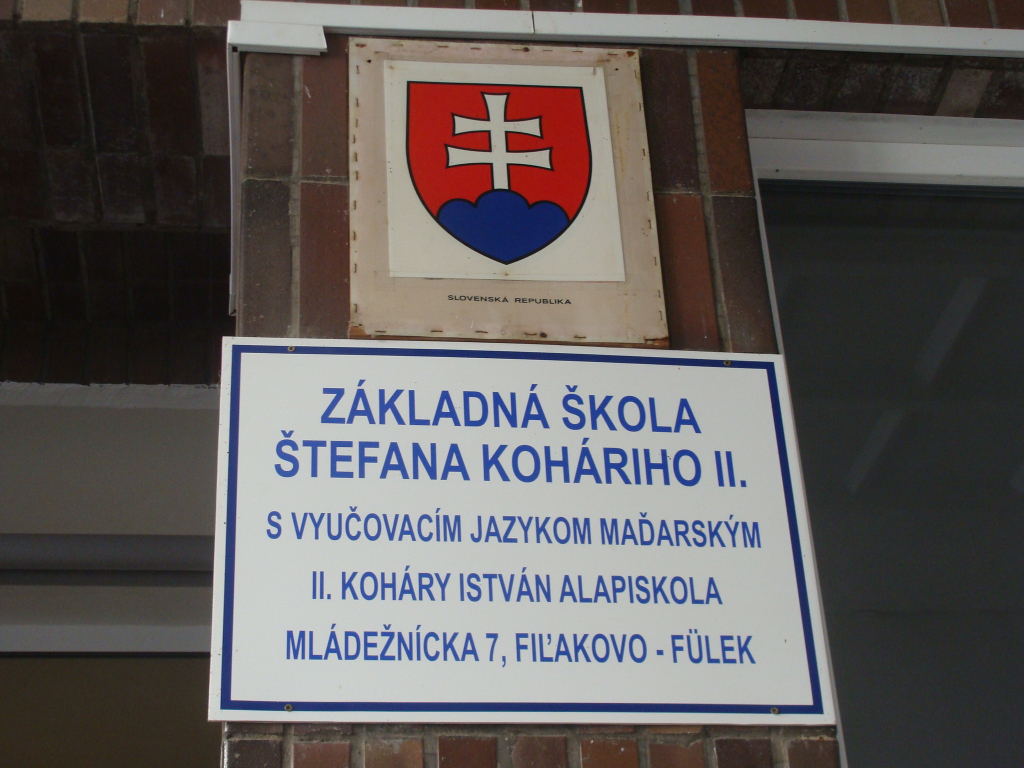 SLOVENSKÁ REPUBLIKA
ZÁKLADNÁ ŠKOLA
ŠTEFANA KOHÁRIHO II.
S VYUČOVACÍM JAZYKOM MAĎARSKÝM
II. KOHÁRY ISTVÁN ALAPISKOLA
MLÁDEŽNÍCKA 7, FIĽAKOVO - FÜLEK